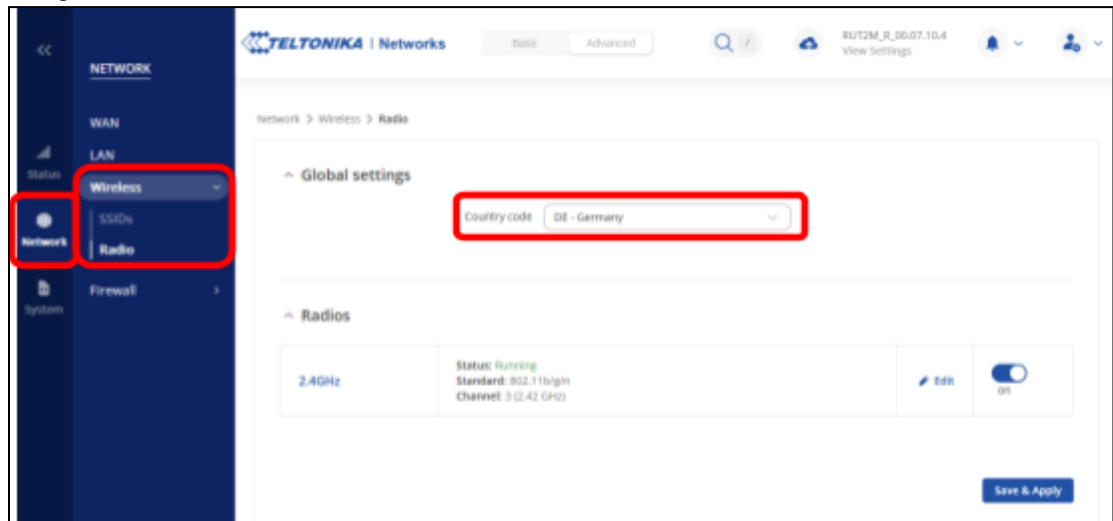 NETWORK
WAN
LAN
Wireless
SSIDs
Radio
Firewall
Status
Network
System
TELTONIKA | Networks
Basic
Advanced
/
RUT2M_R_00.07.10.4
View Settings
Network > Wireless > Radio
Global settings
Country code
DE - Germany
Radios
2.4GHz
Status: Running
Standard: 802.11b/g/n
Channel: 3 (2.42 GHz)
Edit
on
Save & Apply